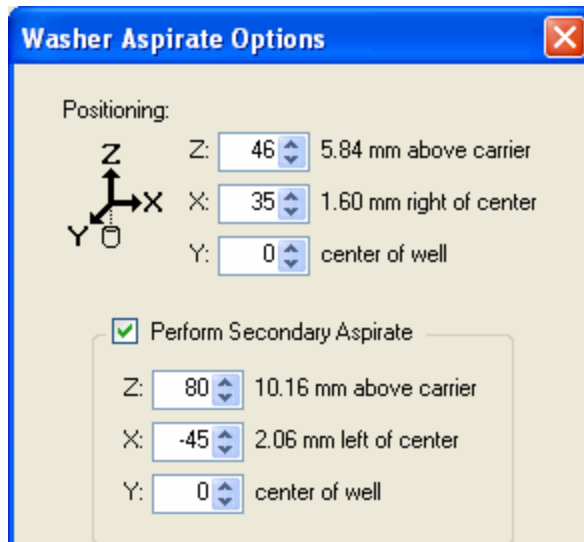 Washer Aspirate Options
Positioning:
Z
X
Y
Z: 46 5.84 mm above carrier
X: 35 1.60 mm right of center
Y: 0 center of well
Perform Secondary Aspirate
Z: 80 10.16 mm above carrier
X: -45 2.06 mm left of center
Y: 0 center of well